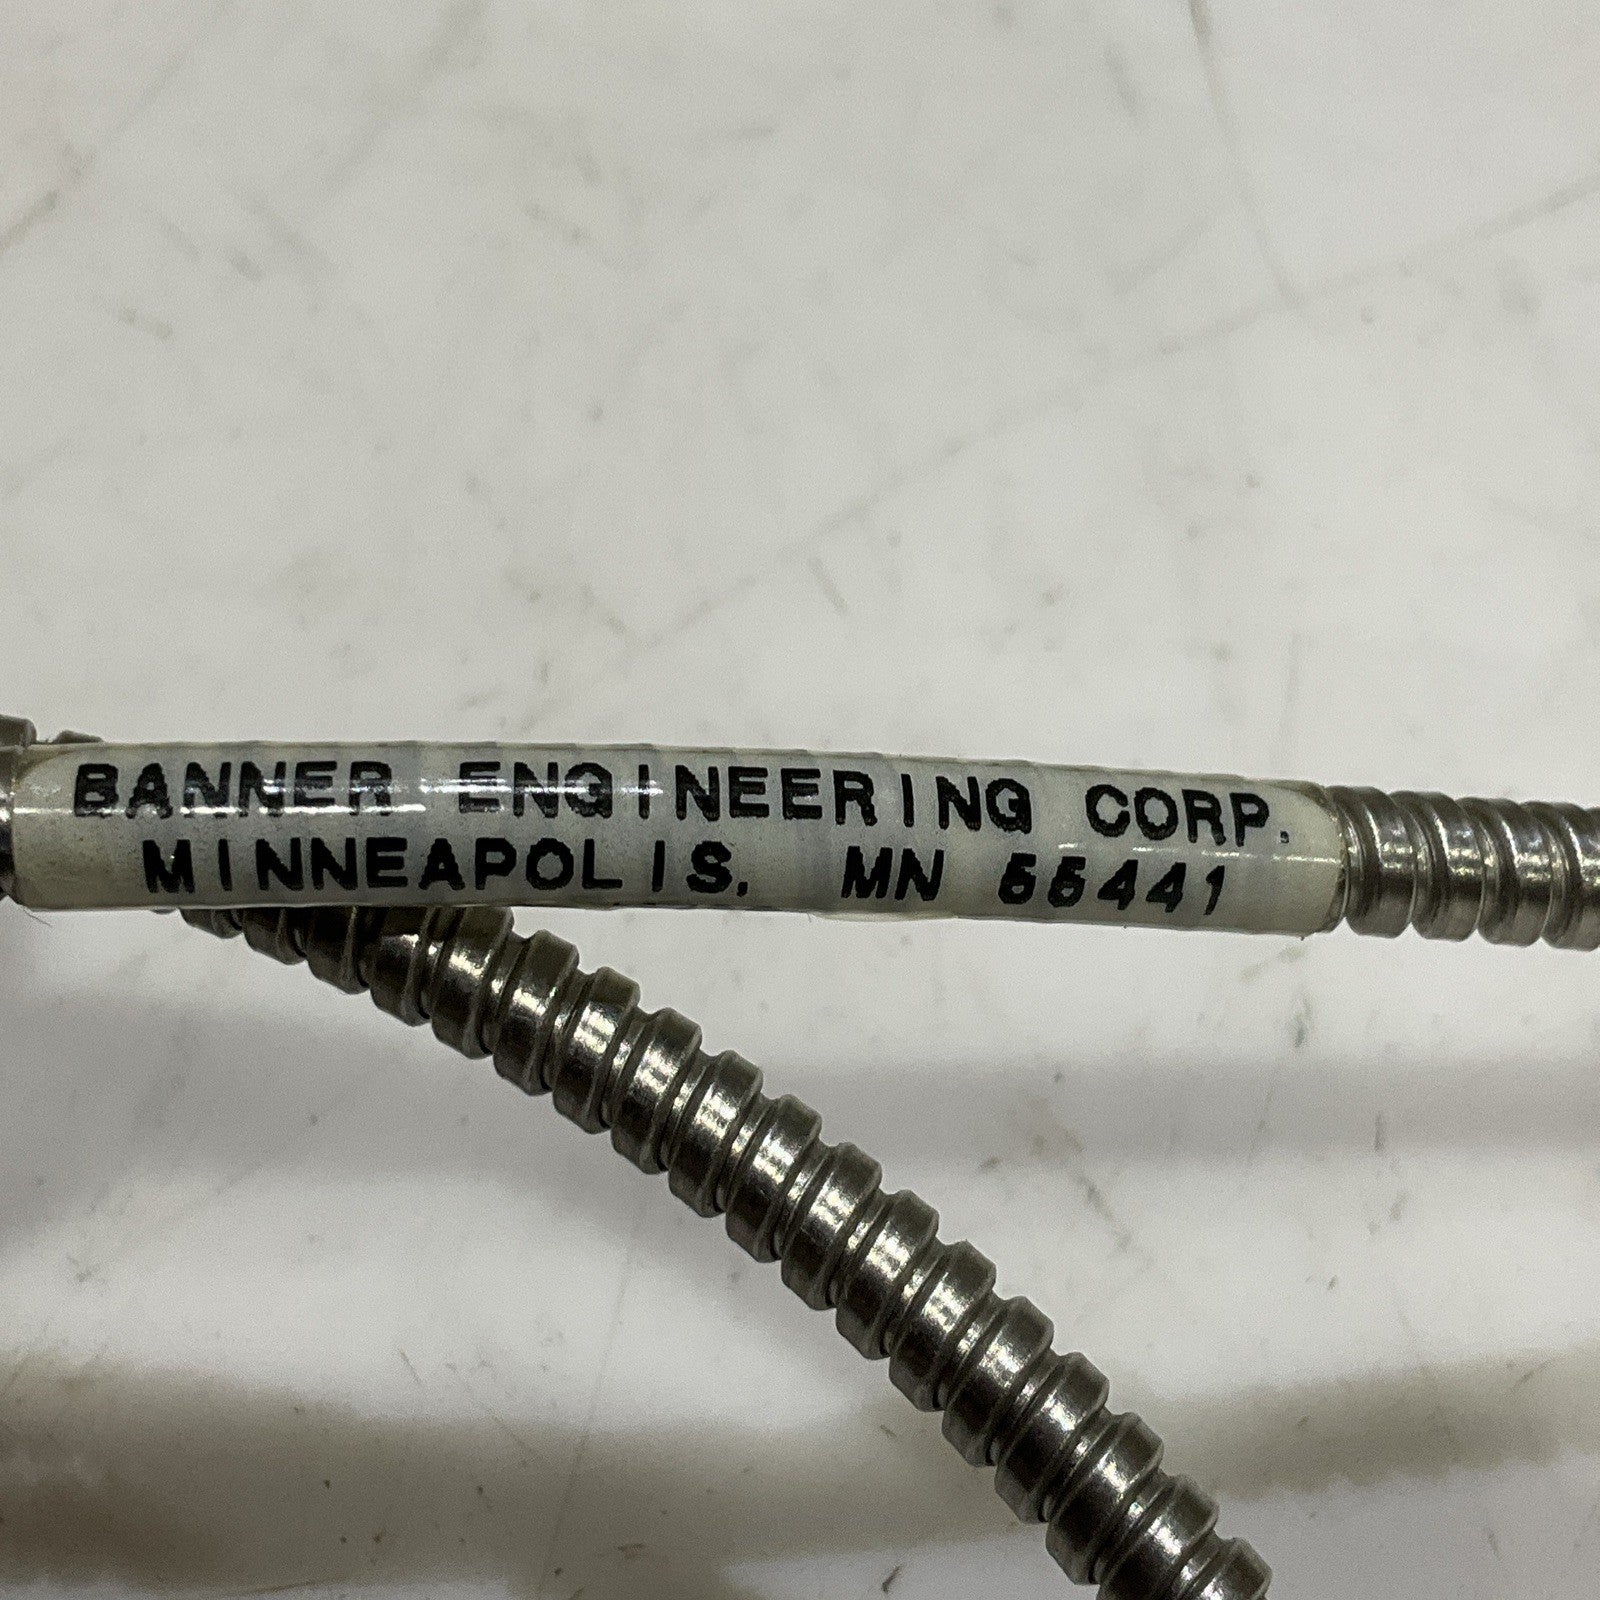 BANNER ENGINEERING CORP.
MINNEAPOLIS, MN 55441